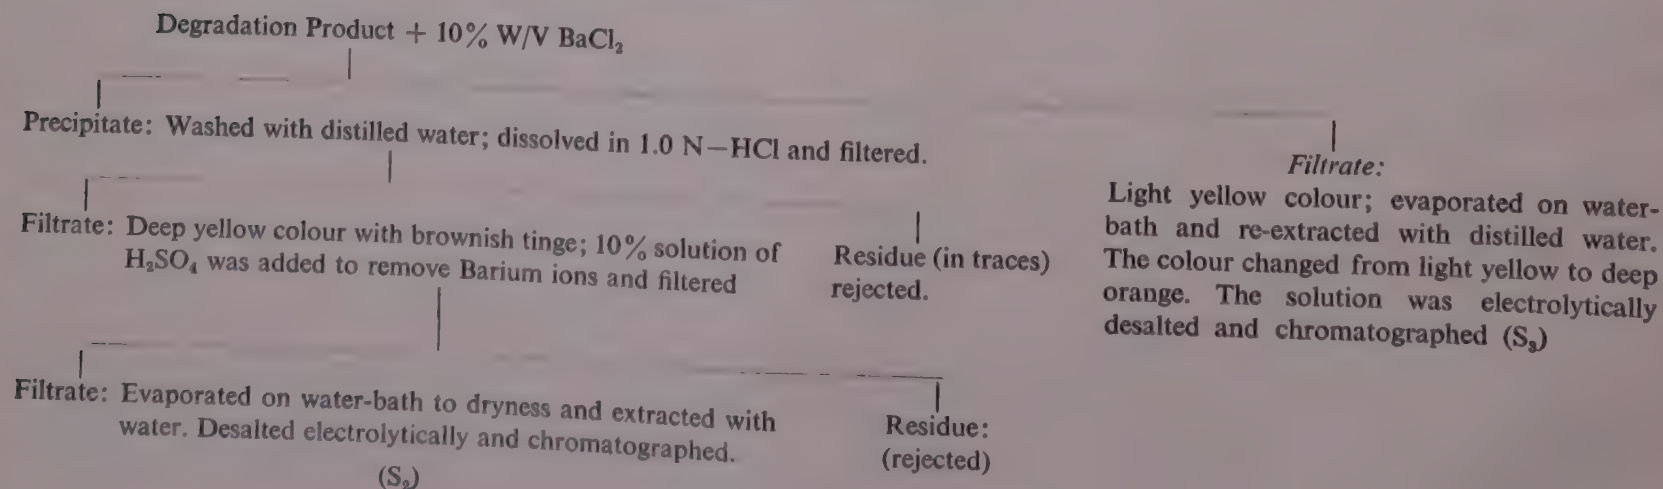 Degradation Product + 10% W/V BaCl₂
Precipitate: Washed with distilled water; dissolved in 1.0 N—HCl and filtered.
Filtrate: Deep yellow colour with brownish tinge; 10% solution of
H₂SO₄ was added to remove Barium ions and filtered
Residue (in traces)
rejected.
Filtrate: Evaporated on water-bath to dryness and extracted with
water. Desalted electrolytically and chromatographed.
(S₂)
Residue:
(rejected)
Filtrate:
Light yellow colour; evaporated on water-
bath and re-extracted with distilled water.
The colour changed from light yellow to deep
orange. The solution was electrolytically
desalted and chromatographed (S₃)